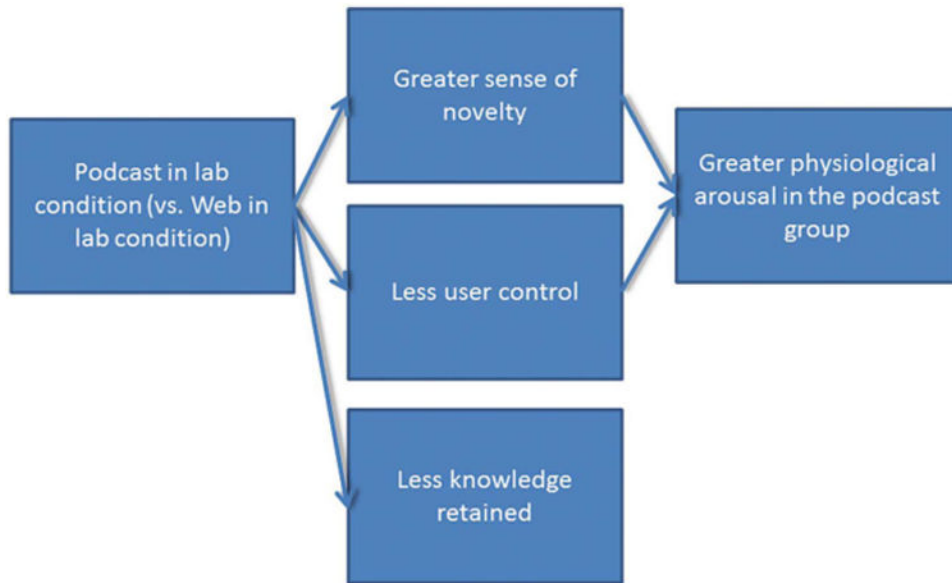 Podcast in lab
condition (vs. Web in
lab condition)
Greater sense of
novelty
Less user control
Less knowledge
retained
Greater physiological
arousal in the podcast
group